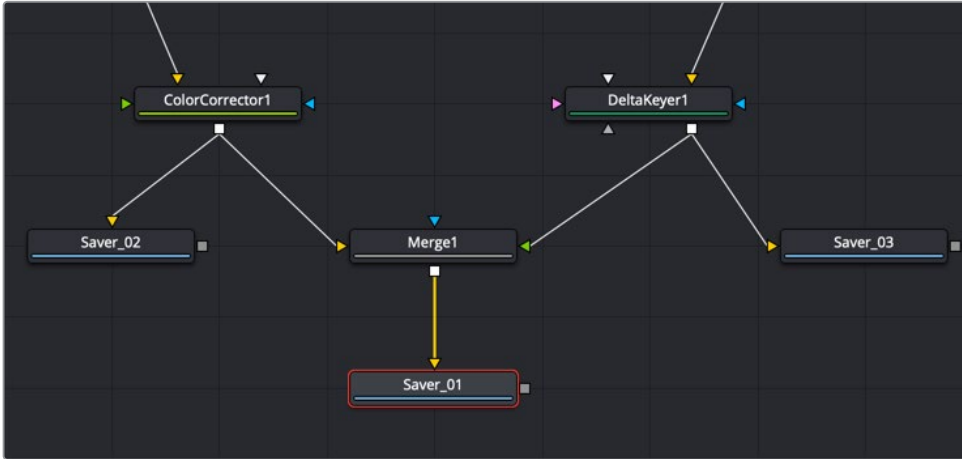 ColorCorrector1
DeltaKeyer1
Saver_02
Merge1
Saver_03
Saver_01